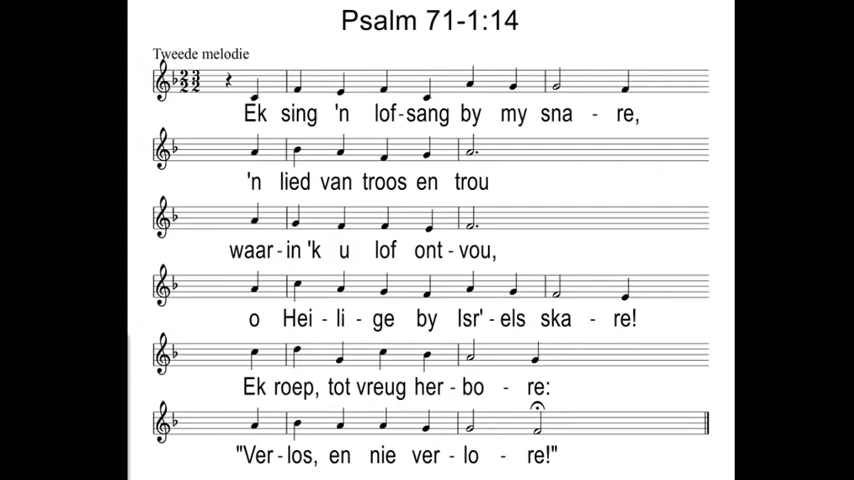 Psalm 71-1:14
Tweede melodie
Ek sing 'n lof-sang by my sna - re,
'n lied van troos en trou
waar-in 'k u lof ont-vou,
o Hei-li-ge by Isr'-els ska - re!
Ek roep, tot vreug her-bo - re:
"Ver-los, en nie ver-lo - re!"